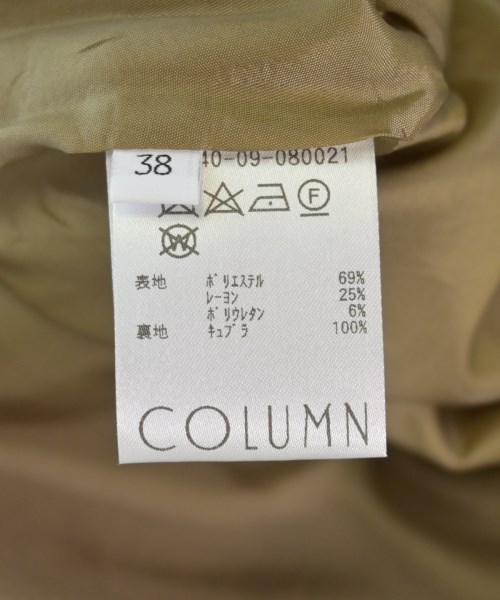 38
40-09-080021
F
W
表地 ポリエステル 69%
レーヨン 25%
ポリウレタン 6%
裏地 キュプラ 100%
COLUMN